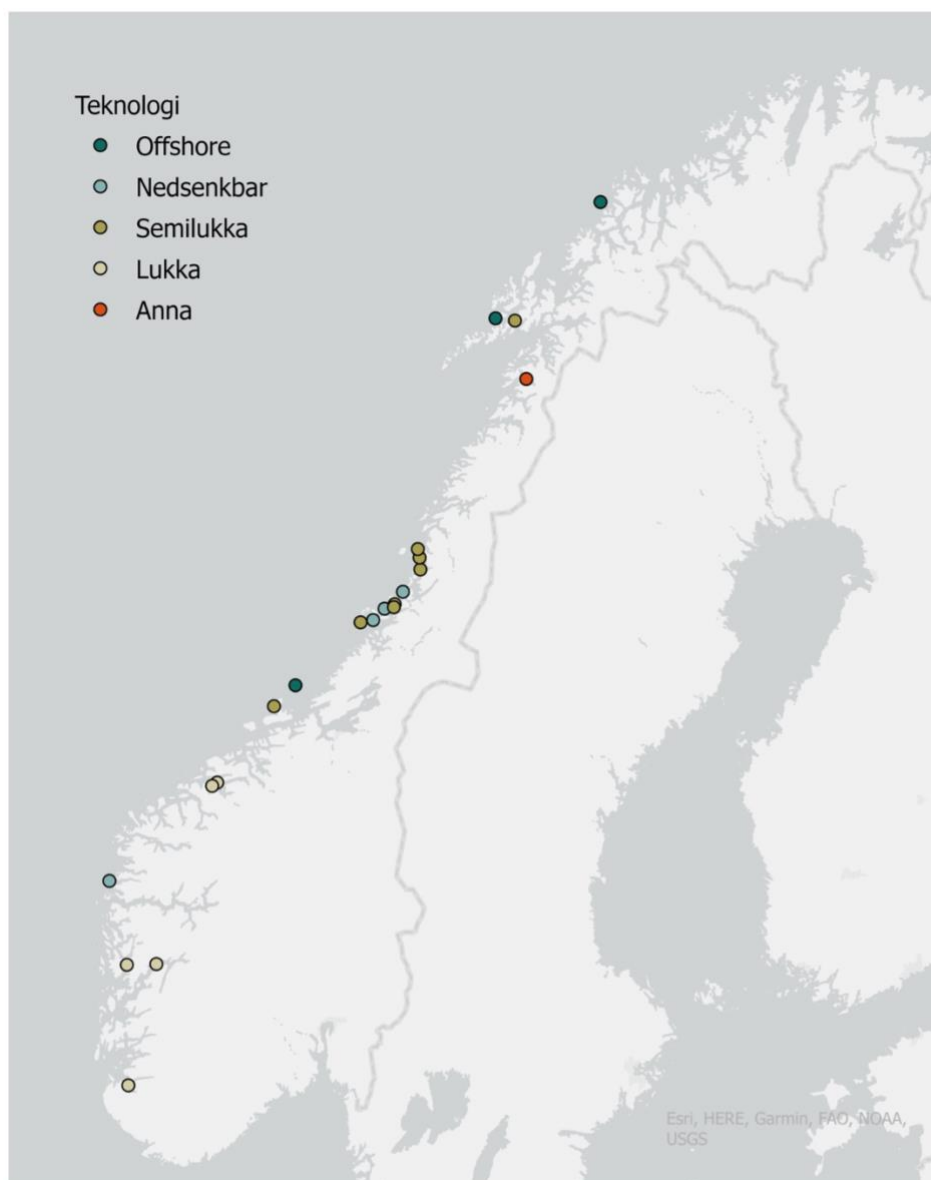 Teknologi
Offshore
Nedsenkbar
Semilukka
Lukka
Anna
Esri, HERE, Garmin, FAO, NOAA,
USGS